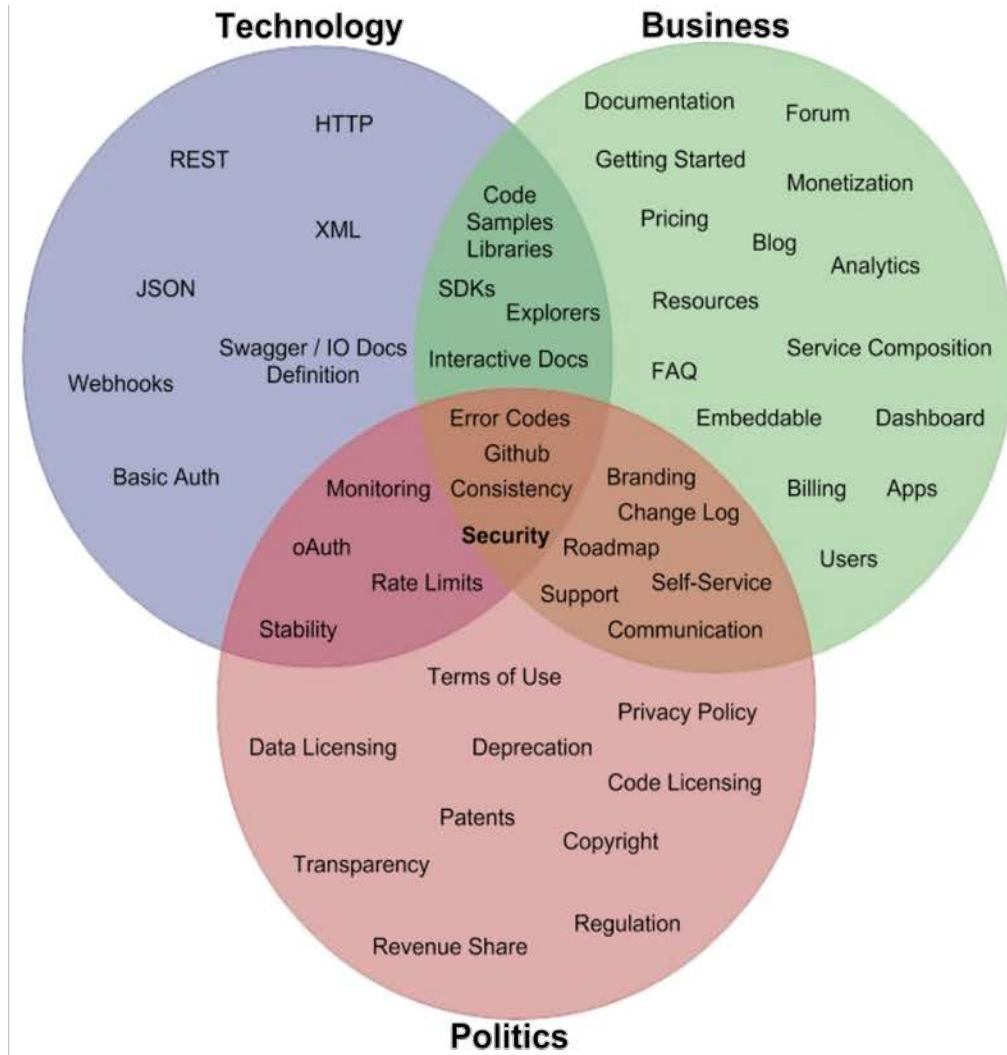 Technology
Business
HTTP
REST
XML
JSON
Swagger / IO Docs
Definition
Webhooks
Basic Auth
Code
Samples
Libraries
SDKs
Explorers
Interactive Docs
Documentation
Forum
Getting Started
Monetization
Pricing
Blog
Analytics
Resources
Service Composition
FAQ
Embeddable
Dashboard
Billing
Apps
Users
Error Codes
Github
Consistency
Security
Monitoring
oAuth
Rate Limits
Stability
Branding
Change Log
Roadmap
Self-Service
Support
Communication
Terms of Use
Privacy Policy
Data Licensing
Deprecation
Code Licensing
Patents
Copyright
Transparency
Regulation
Revenue Share
Politics